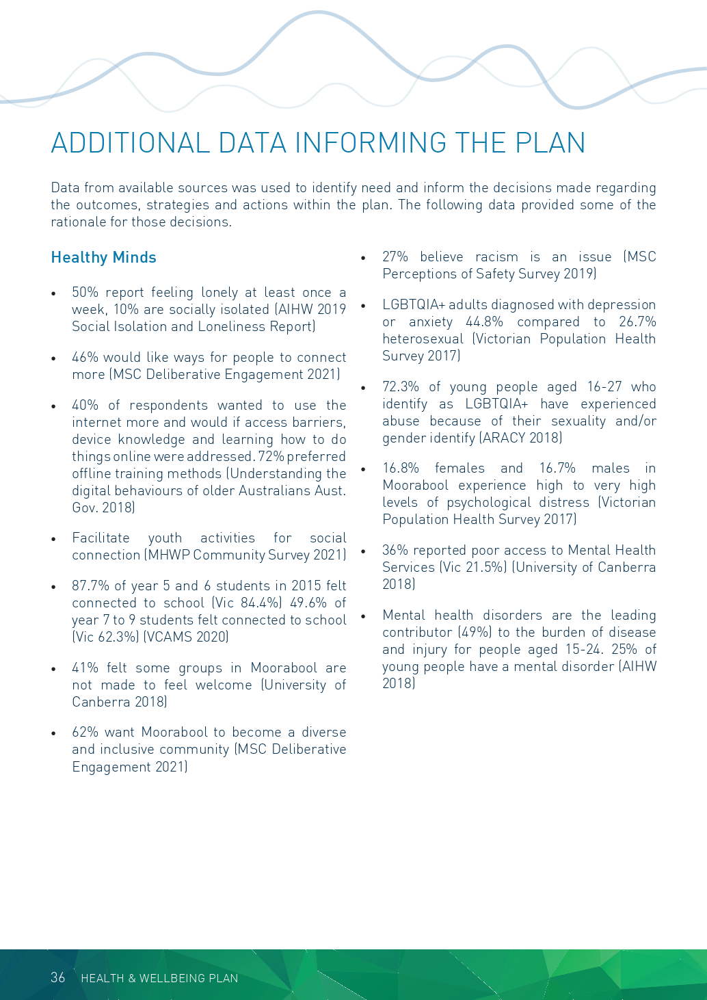 ADDITIONAL DATA INFORMING THE PLAN
Data from available sources was used to identify need and inform the decisions made regarding
the outcomes, strategies and actions within the plan. The following data provided some of the
rationale for those decisions.
Healthy Minds
• 50% report feeling lonely at least once a
week, 10% are socially isolated (AIHW 2019
Social Isolation and Loneliness Report)
• 46% would like ways for people to connect
more (MSC Deliberative Engagement 2021)
• 40% of respondents wanted to use the
internet more and would if access barriers,
device knowledge and learning how to do
things online were addressed. 72% preferred
offline training methods (Understanding the
digital behaviours of older Australians Aust.
Gov. 2018)
• Facilitate youth activities for social
connection (MHWP Community Survey 2021)
• 87.7% of year 5 and 6 students in 2015 felt
connected to school (Vic 84.4%) 49.6% of
year 7 to 9 students felt connected to school
(Vic 62.3%) (VCAMS 2020)
• 41% felt some groups in Moorabool are
not made to feel welcome (University of
Canberra 2018)
• 62% want Moorabool to become a diverse
and inclusive community (MSC Deliberative
Engagement 2021)
• 27% believe racism is an issue (MSC
Perceptions of Safety Survey 2019)
• LGBTQIA+ adults diagnosed with depression
or anxiety 44.8% compared to 26.7%
heterosexual (Victorian Population Health
Survey 2017)
• 72.3% of young people aged 16-27 who
identify as LGBTQIA+ have experienced
abuse because of their sexuality and/or
gender identify (ARACY 2018)
• 16.8% females and 16.7% males in
Moorabool experience high to very high
levels of psychological distress (Victorian
Population Health Survey 2017)
• 36% reported poor access to Mental Health
Services (Vic 21.5%) (University of Canberra
2018)
• Mental health disorders are the leading
contributor (49%) to the burden of disease
and injury for people aged 15-24. 25% of
young people have a mental disorder (AIHW
2018)
36 HEALTH & WELLBEING PLAN